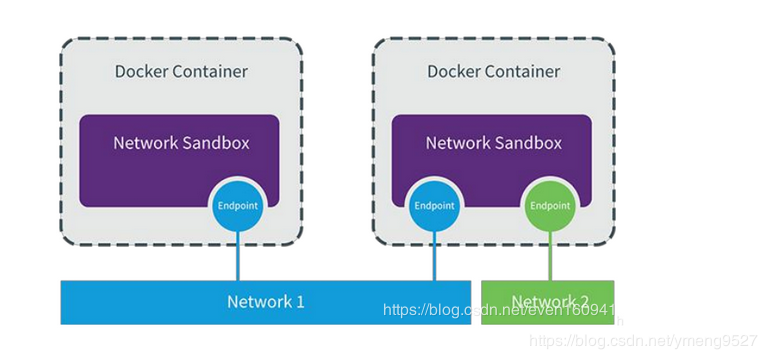 Docker Container
Docker Container
Network Sandbox
Network Sandbox
Endpoint
Endpoint
Endpoint
Network 1
Network 2
https://blog.csdn.net/even160941
h
https://blog.csdn.net/ymeng9527